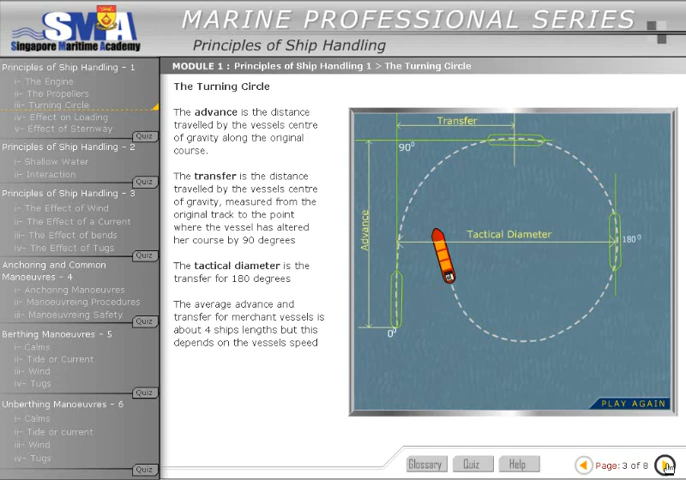 SMA
Singapore Maritime Academy
MARINE PROFESSIONAL SERIES
Principles of Ship Handling
MODULE 1 : Principles of Ship Handling 1 > The Turning Circle
Principles of Ship Handling - 1
i- The Engine
ii- The Propellers
iii- Turning Circle
iv- Effect on Loading
v- Effect of Sternway
Quiz
Principles of Ship Handling - 2
i- Shallow Water
ii- Interaction
Quiz
Principles of Ship Handling - 3
i- The Effect of Wind
ii- The Effect of a Current
iii- The Effect of bends
iv- The Effect of Tugs
Quiz
Anchoring and Common
Manoeuvres - 4
i- Anchoring Manoeuvres
ii- Manoeuvreing Procedures
iii- Manoeuvring Safety
Quiz
Berthing Manoeuvres - 5
i- Calms
ii- Tide or Current
iii- Wind
iv- Tugs
Quiz
Unberthing Manoeuvres - 6
i- Calms
ii- Tide or current
iii- Wind
iv- Tugs
Quiz
The Turning Circle
The advance is the distance
travelled by the vessels centre
of gravity along the original
course.
The transfer is the distance
travelled by the vessels centre
of gravity, measured from the
original track to the point
where the vessel has altered
her course by 90 degrees
The tactical diameter is the
transfer for 180 degrees
The average advance and
transfer for merchant vessels is
about 4 ships lengths but this
depends on the vessels speed
Transfer
90⁰
Advance
Tactical Diameter
180⁰
0⁰
PLAY AGAIN
Glossary
Quiz
Help
Page: 3 of 8